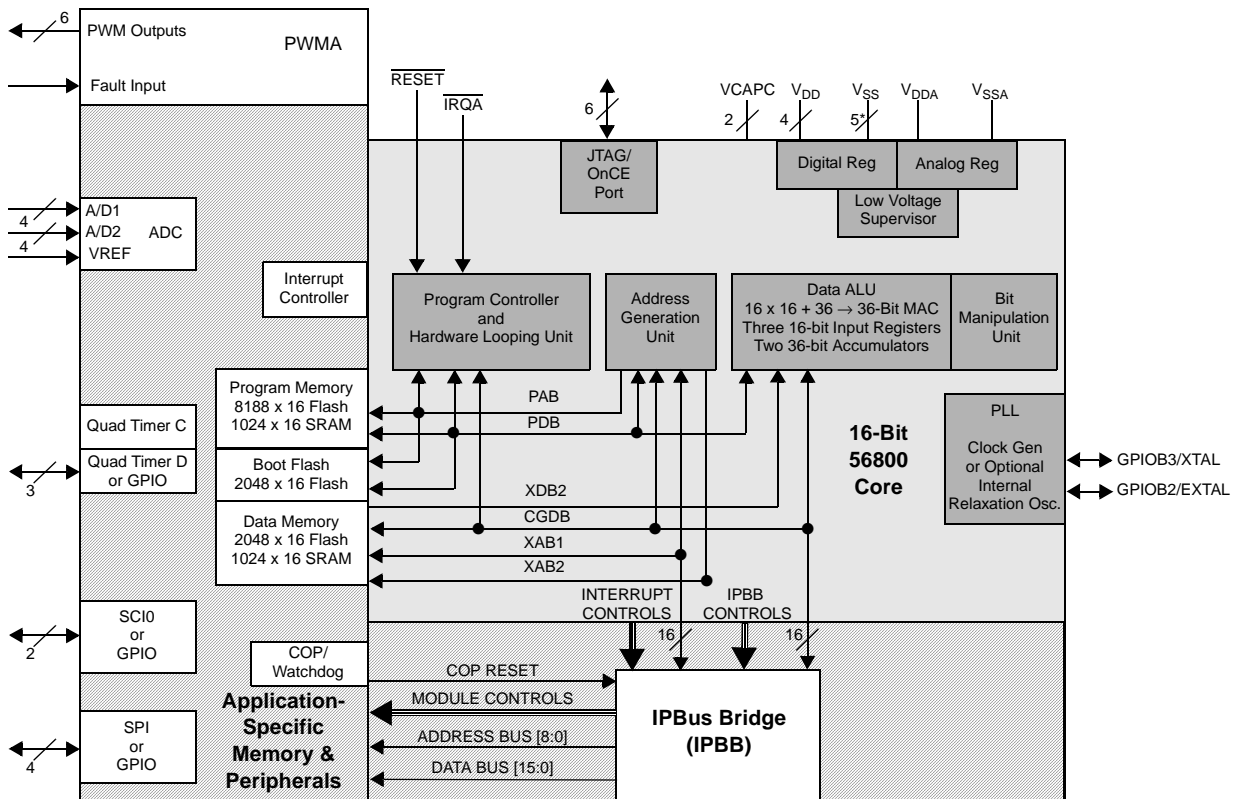 6
PWM Outputs
PWMA
Fault Input
RESET
IRQA
6
VCAPC
2
VDD
4
VSS
5*
VDDA
VSSA
JTAG/
OnCE
Port
Digital Reg
Analog Reg
Low Voltage
Supervisor
4
4
A/D1
A/D2
VREF
ADC
Interrupt
Controller
Program Controller
and
Hardware Looping Unit
Address
Generation
Unit
Data ALU
16 x 16 + 36 → 36-Bit MAC
Three 16-bit Input Registers
Two 36-bit Accumulators
Bit
Manipulation
Unit
Program Memory
8188 x 16 Flash
1024 x 16 SRAM
PAB
PDB
Quad Timer C
Quad Timer D
or GPIO
3
Boot Flash
2048 x 16 Flash
XDB2
CGDB
XAB1
XAB2
Data Memory
2048 x 16 Flash
1024 x 16 SRAM
16-Bit
56800
Core
PLL
Clock Gen
or Optional
Internal
Relaxation Osc.
GPIOB3/XTAL
GPIOB2/EXTAL
INTERRUPT
CONTROLS
16
IPBB
CONTROLS
16
SCI0
or
GPIO
2
COP/
Watchdog
COP RESET
MODULE CONTROLS
ADDRESS BUS [8:0]
DATA BUS [15:0]
IPBus Bridge
(IPBB)
Application-
Specific
Memory &
Peripherals
SPI
or
GPIO
4